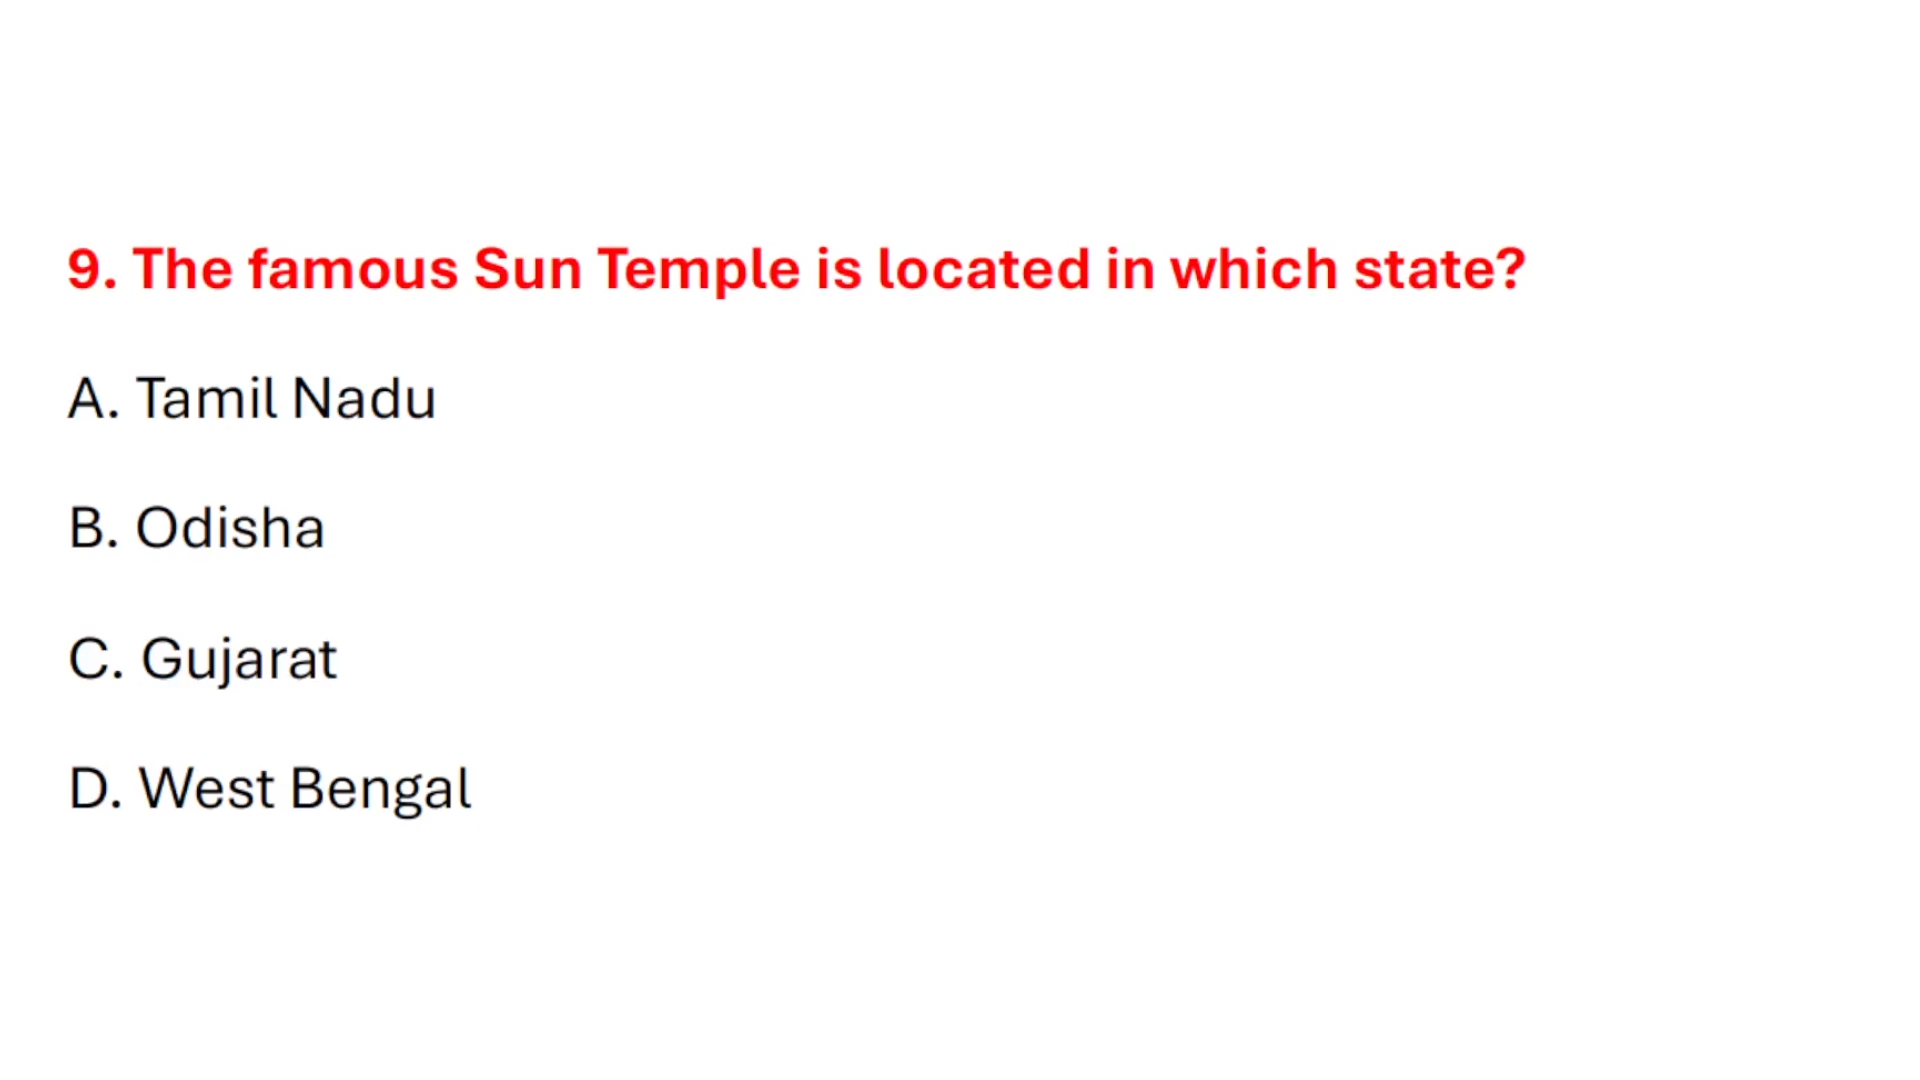 9. The famous Sun Temple is located in which state?
A. Tamil Nadu
B. Odisha
C. Gujarat
D. West Bengal